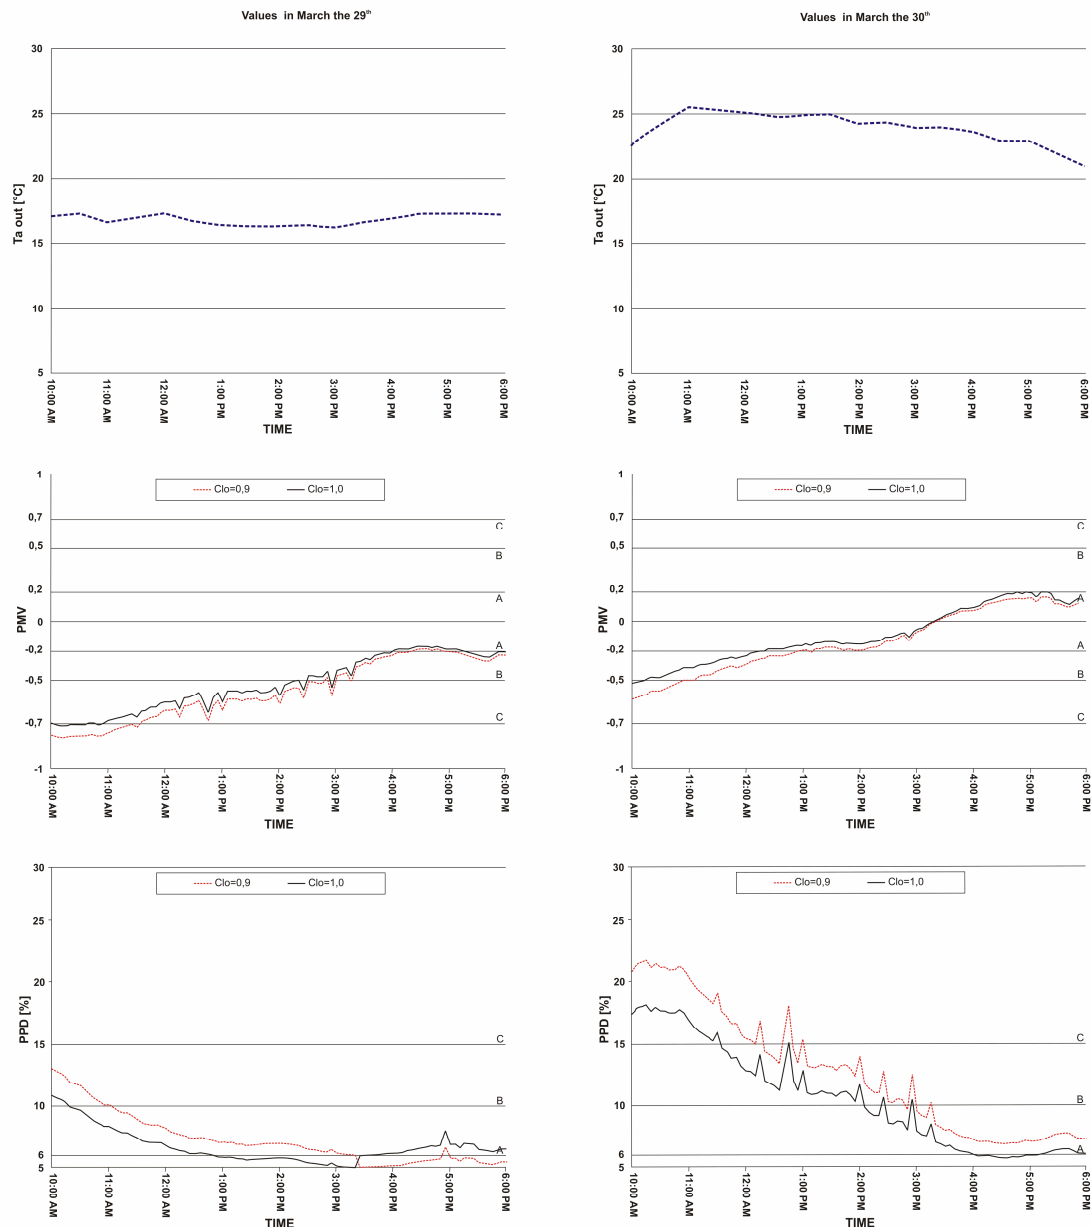 Values in March the 29th
Values in March the 30th
30
25
20
15
10
5
Ta out [°C]
10:00 AM
11:00 AM
12:00 AM
1:00 PM
2:00 PM
3:00 PM
4:00 PM
5:00 PM
6:00 PM
TIME
30
25
20
15
10
5
Ta out [°C]
10:00 AM
11:00 AM
12:00 AM
1:00 PM
2:00 PM
3:00 PM
4:00 PM
5:00 PM
6:00 PM
TIME
1
0,7
0,5
0,2
0
-0,2
-0,5
-0,7
-1
PMV
Clo=0,9 Clo=1,0
C
B
A
A
B
C
10:00 AM
11:00 AM
12:00 AM
1:00 PM
2:00 PM
3:00 PM
4:00 PM
5:00 PM
6:00 PM
TIME
1
0,7
0,5
0,2
0
-0,2
-0,5
-0,7
-1
PMV
Clo=0,9 Clo=1,0
C
B
A
A
B
C
10:00 AM
11:00 AM
12:00 AM
1:00 PM
2:00 PM
3:00 PM
4:00 PM
5:00 PM
6:00 PM
TIME
30
25
20
15
10
6
5
PPD [%]
Clo=0,9 Clo=1,0
C
B
A
10:00 AM
11:00 AM
12:00 AM
1:00 PM
2:00 PM
3:00 PM
4:00 PM
5:00 PM
6:00 PM
TIME
30
25
20
15
10
6
5
PPD [%]
Clo=0,9 Clo=1,0
C
B
A
10:00 AM
11:00 AM
12:00 AM
1:00 PM
2:00 PM
3:00 PM
4:00 PM
5:00 PM
6:00 PM
TIME